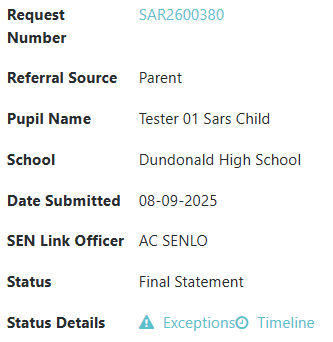 Request Number SAR2600380
Referral Source Parent
Pupil Name Tester 01 Sars Child
School Dundonald High School
Date Submitted 08-09-2025
SEN Link Officer AC SENLO
Status Final Statement
Status Details Exceptions Timeline